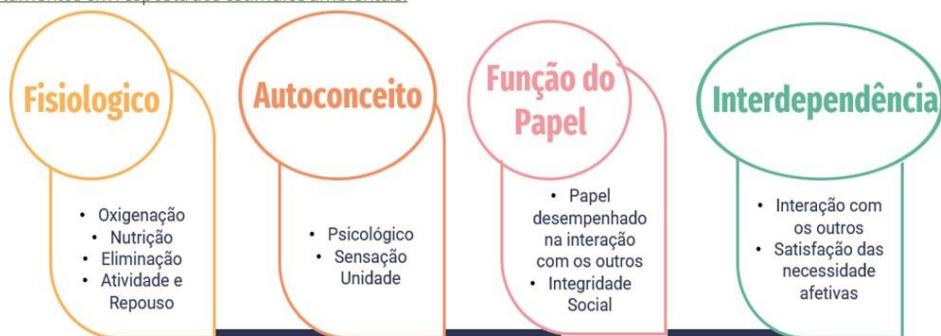 Fisiologico
Autoconceito
Função do
Papel
Interdependência
• Oxigenação
• Nutrição
• Eliminação
• Atividade e
Repouso
• Psicológico
• Sensação
Unidade
• Papel
desempenhado
na interação
com os outros
• Integridade
Social
• Interação com
os outros
• Satisfação das
necessidade
afetivas